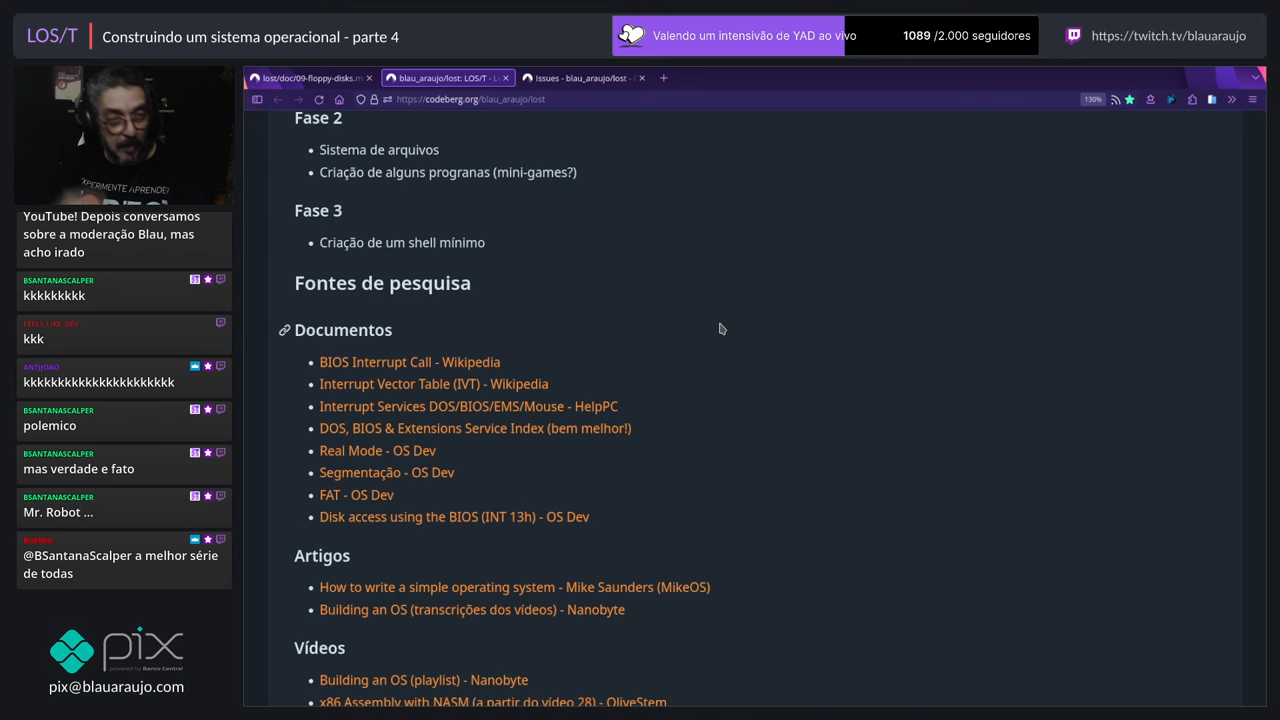 LOS/T
Construindo um sistema operacional - parte 4
Valendo um intensivão de YAD ao vivo
1089 /2.000 seguidores
https://twitch.tv/blauaraujo
XPERIMENTE APRENDE
YouTube! Depois conversamos
sobre a moderação Blau, mas
acho irado
BSANTANASCALPER
kkkkkkkkk
FEELS_LIKE_DEV
kkk
ANTJJOAO
kkkkkkkkkkkkkkkkkkkkkk
BSANTANASCALPER
polemico
BSANTANASCALPER
mas verdade e fato
BSANTANASCALPER
Mr. Robot ...
@BSantanaScalper a melhor série
de todas
pix
powered by Banco Central
pix@blauaraujo.com
lost/doc/09-floppy-disks.m
blau_araujo/lost: LOS/T - L
Issues - blau_araujo/lost - C
https://codeberg.org/blau_araujo/lost
130%
Fase 2
Sistema de arquivos
Criação de alguns progranas (mini-games?)
Fase 3
Criação de um shell mínimo
Fontes de pesquisa
Documentos
BIOS Interrupt Call - Wikipedia
Interrupt Vector Table (IVT) - Wikipedia
Interrupt Services DOS/BIOS/EMS/Mouse - HelpPC
DOS, BIOS & Extensions Service Index (bem melhor!)
Real Mode - OS Dev
Segmentação - OS Dev
FAT - OS Dev
Disk access using the BIOS (INT 13h) - OS Dev
Artigos
How to write a simple operating system - Mike Saunders (MikeOS)
Building an OS (transcrições dos vídeos) - Nanobyte
Vídeos
Building an OS (playlist) - Nanobyte
x86 Assembly with NASM (a partir do vídeo 28) - OliveStem